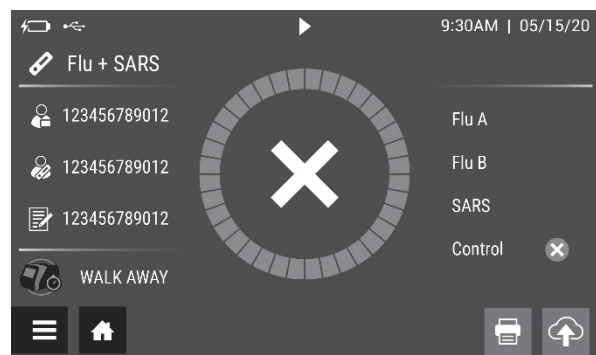 9:30AM | 05/15/20
Flu + SARS
123456789012
123456789012
123456789012
WALK AWAY
Flu A
Flu B
SARS
Control